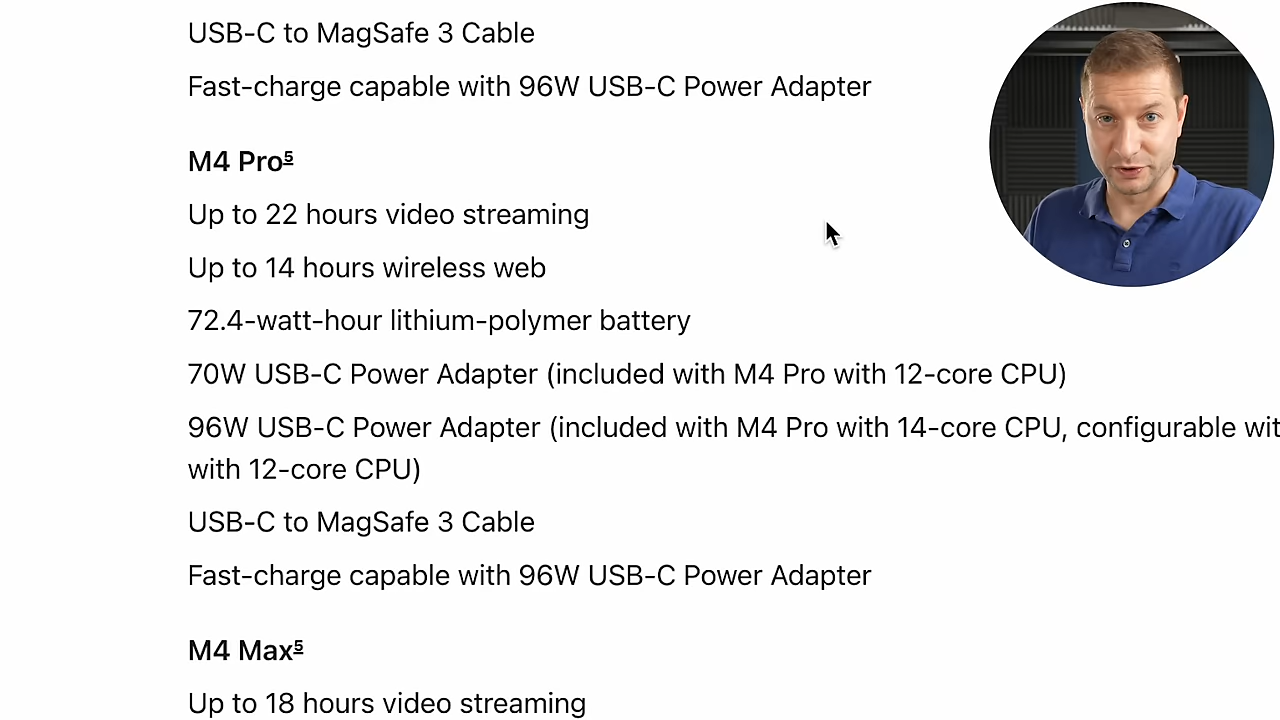 USB-C to MagSafe 3 Cable
Fast-charge capable with 96W USB-C Power Adapter
M4 Pro⁵
Up to 22 hours video streaming
Up to 14 hours wireless web
72.4-watt-hour lithium-polymer battery
70W USB-C Power Adapter (included with M4 Pro with 12-core CPU)
96W USB-C Power Adapter (included with M4 Pro with 14-core CPU, configurable wit
with 12-core CPU)
USB-C to MagSafe 3 Cable
Fast-charge capable with 96W USB-C Power Adapter
M4 Max⁵
Up to 18 hours video streaming